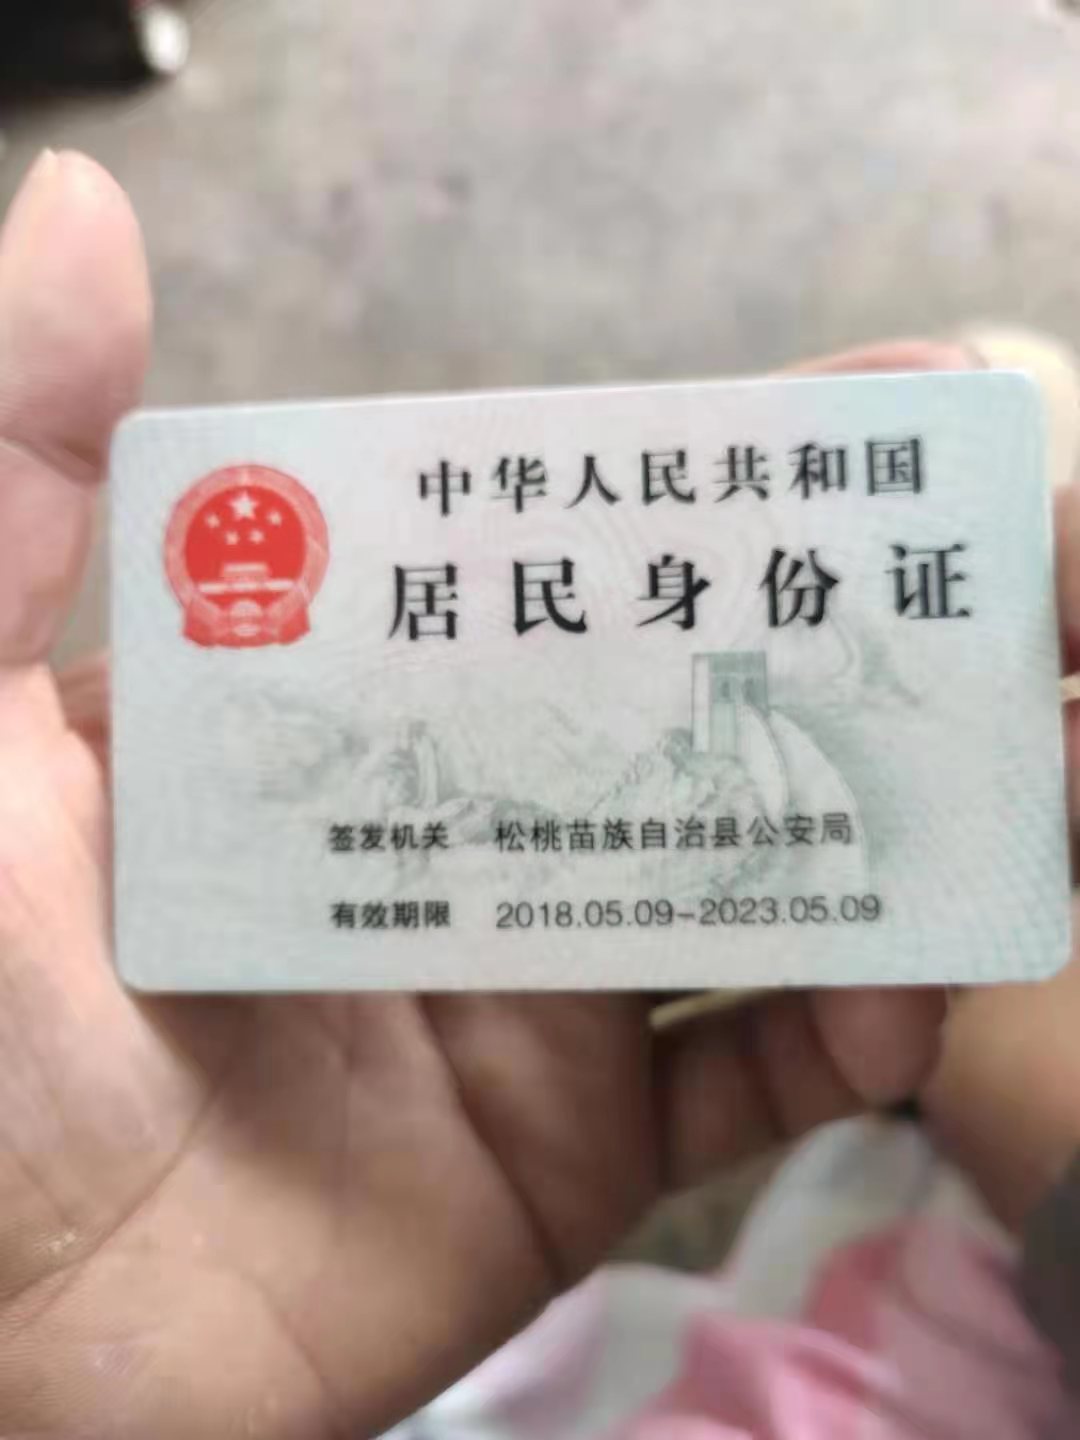 中华人民共和国
居民身份证
签发机关 松桃苗族自治县公安局
有效期限 2018.05.09-2023.05.09